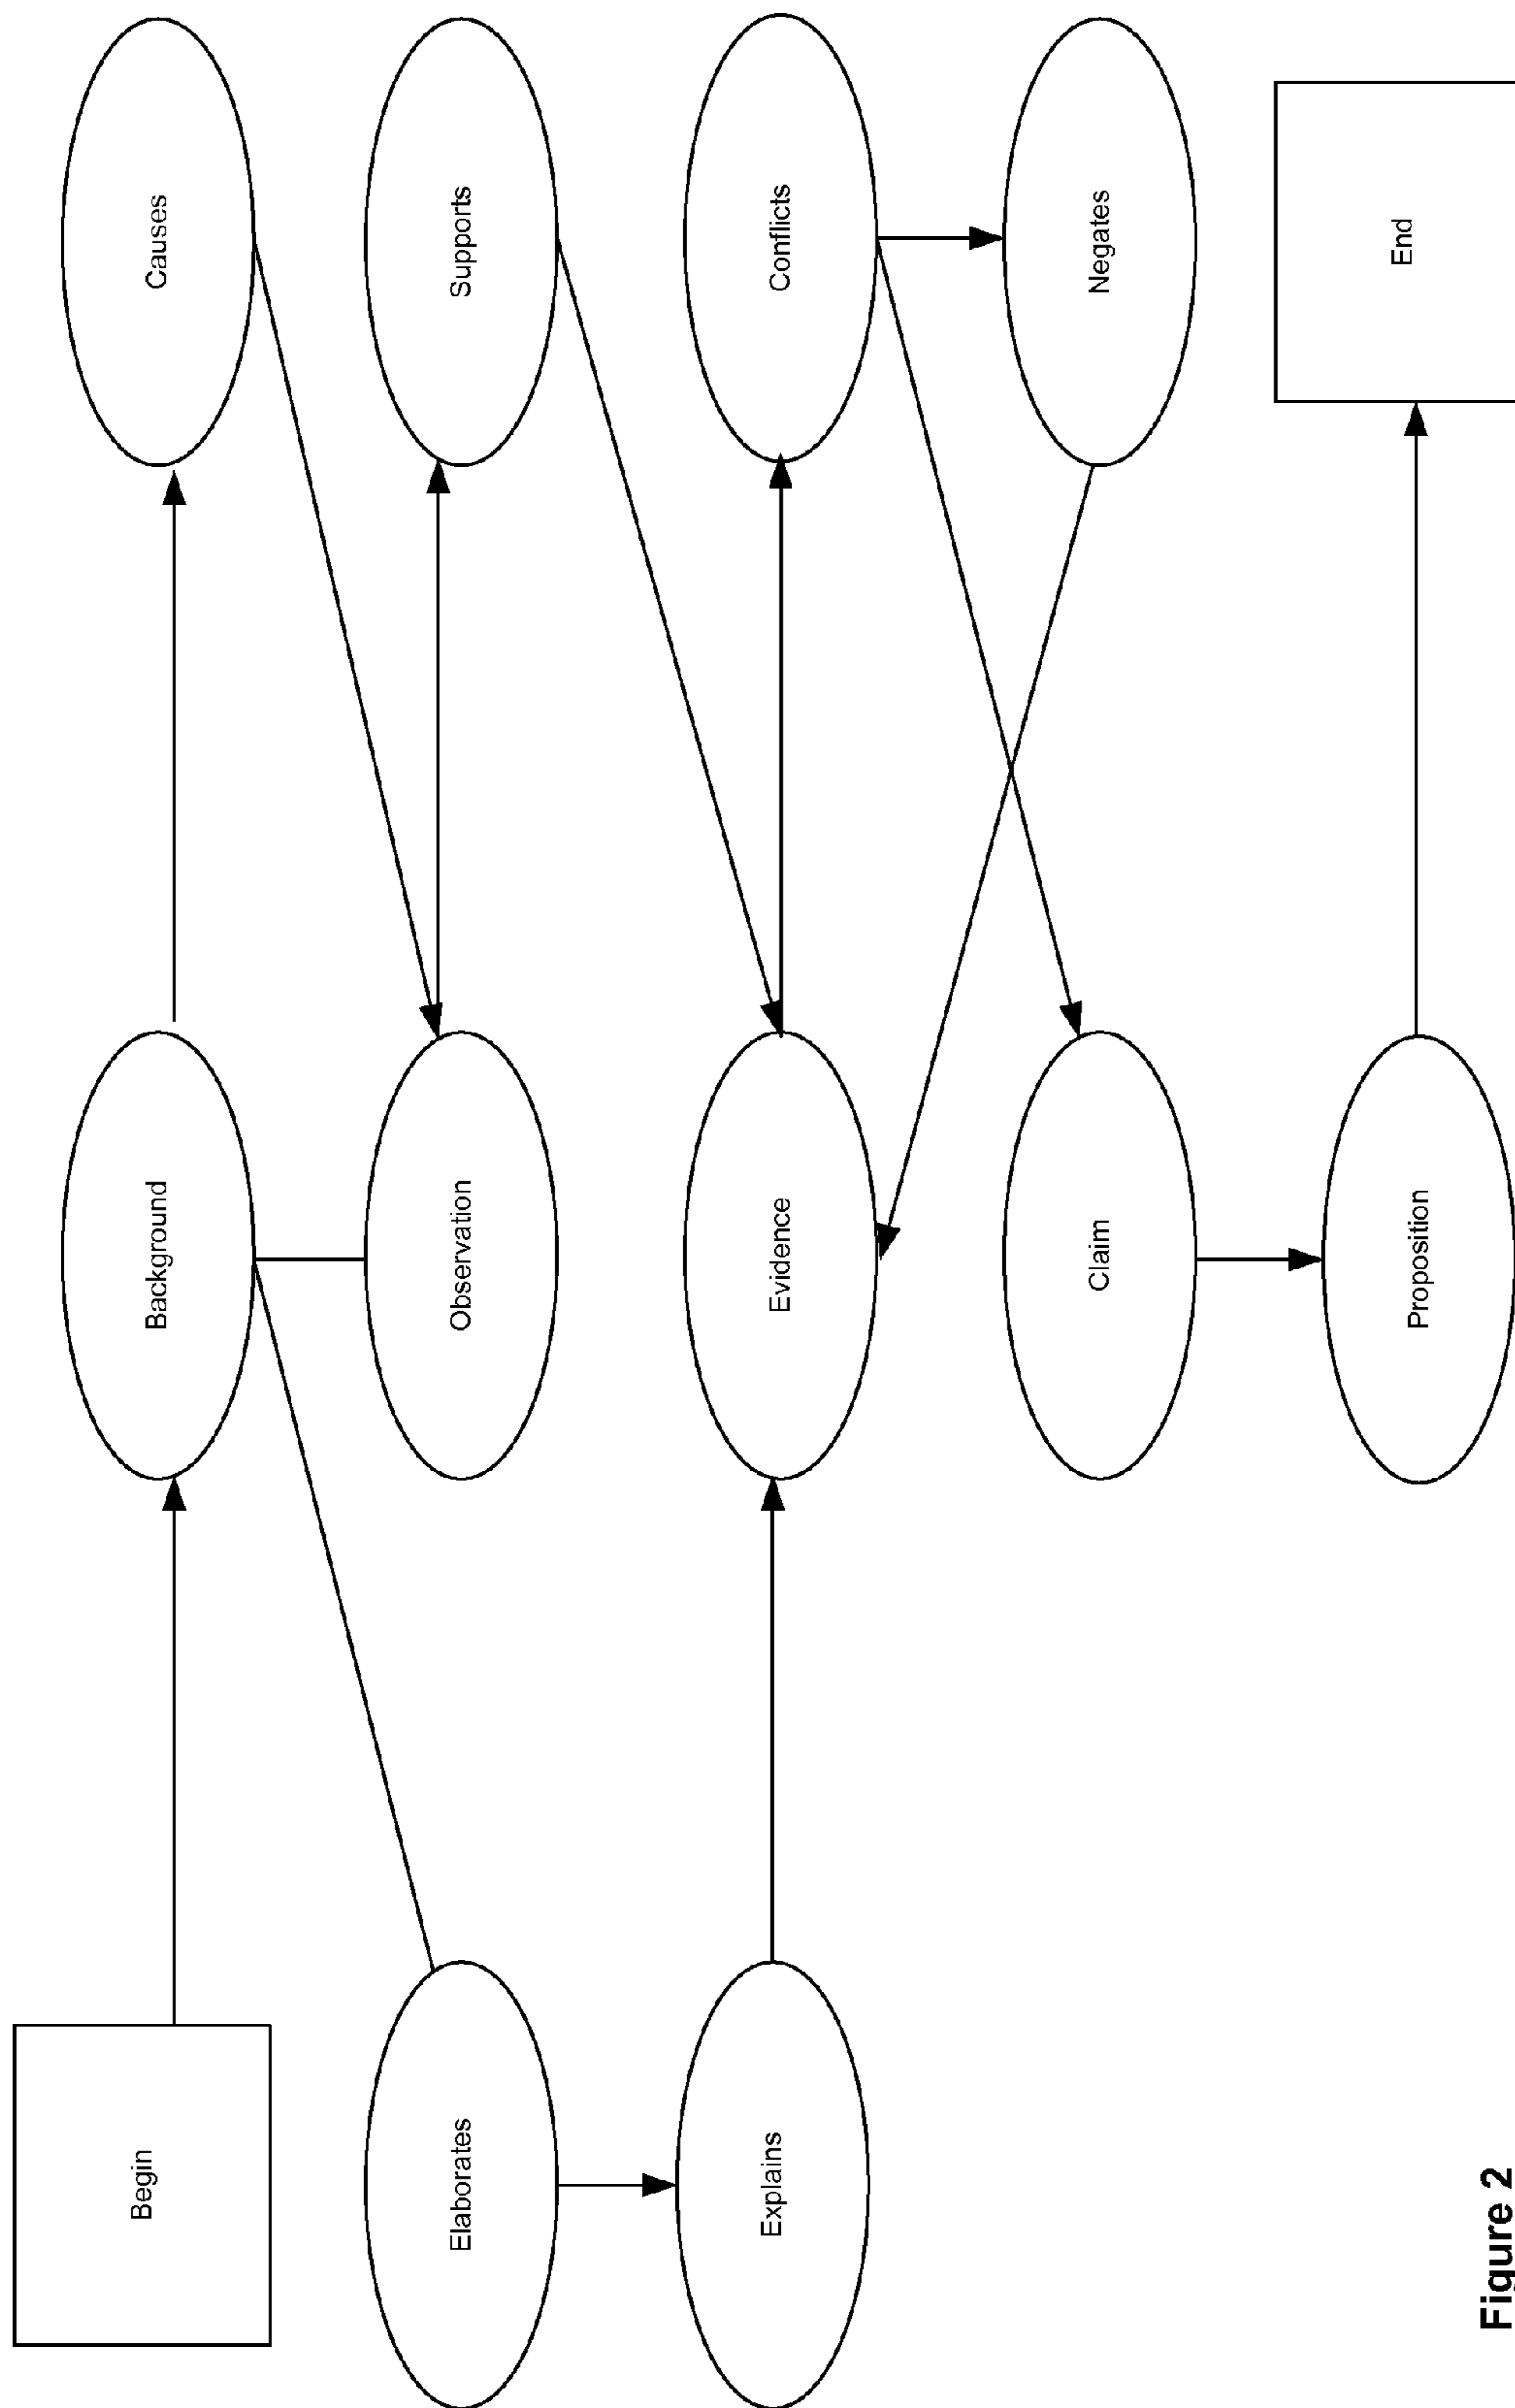 Begin
Background
Causes
Elaborates
Observation
Supports
Explains
Evidence
Conflicts
Claim
Negates
Proposition
End
Figure 2